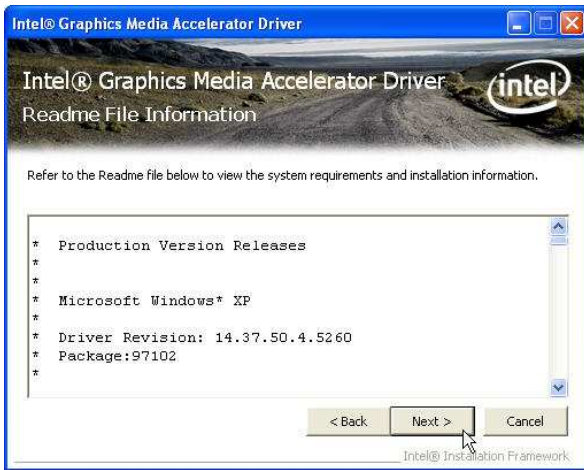 Intel® Graphics Media Accelerator Driver
Intel® Graphics Media Accelerator Driver
Readme File Information
intel
Refer to the Readme file below to view the system requirements and installation information.
* Production Version Releases
*
*
* Microsoft Windows* XP
*
* Driver Revision: 14.37.50.4.5260
* Package:97102
*
< Back Next > Cancel
Intel® Installation Framework